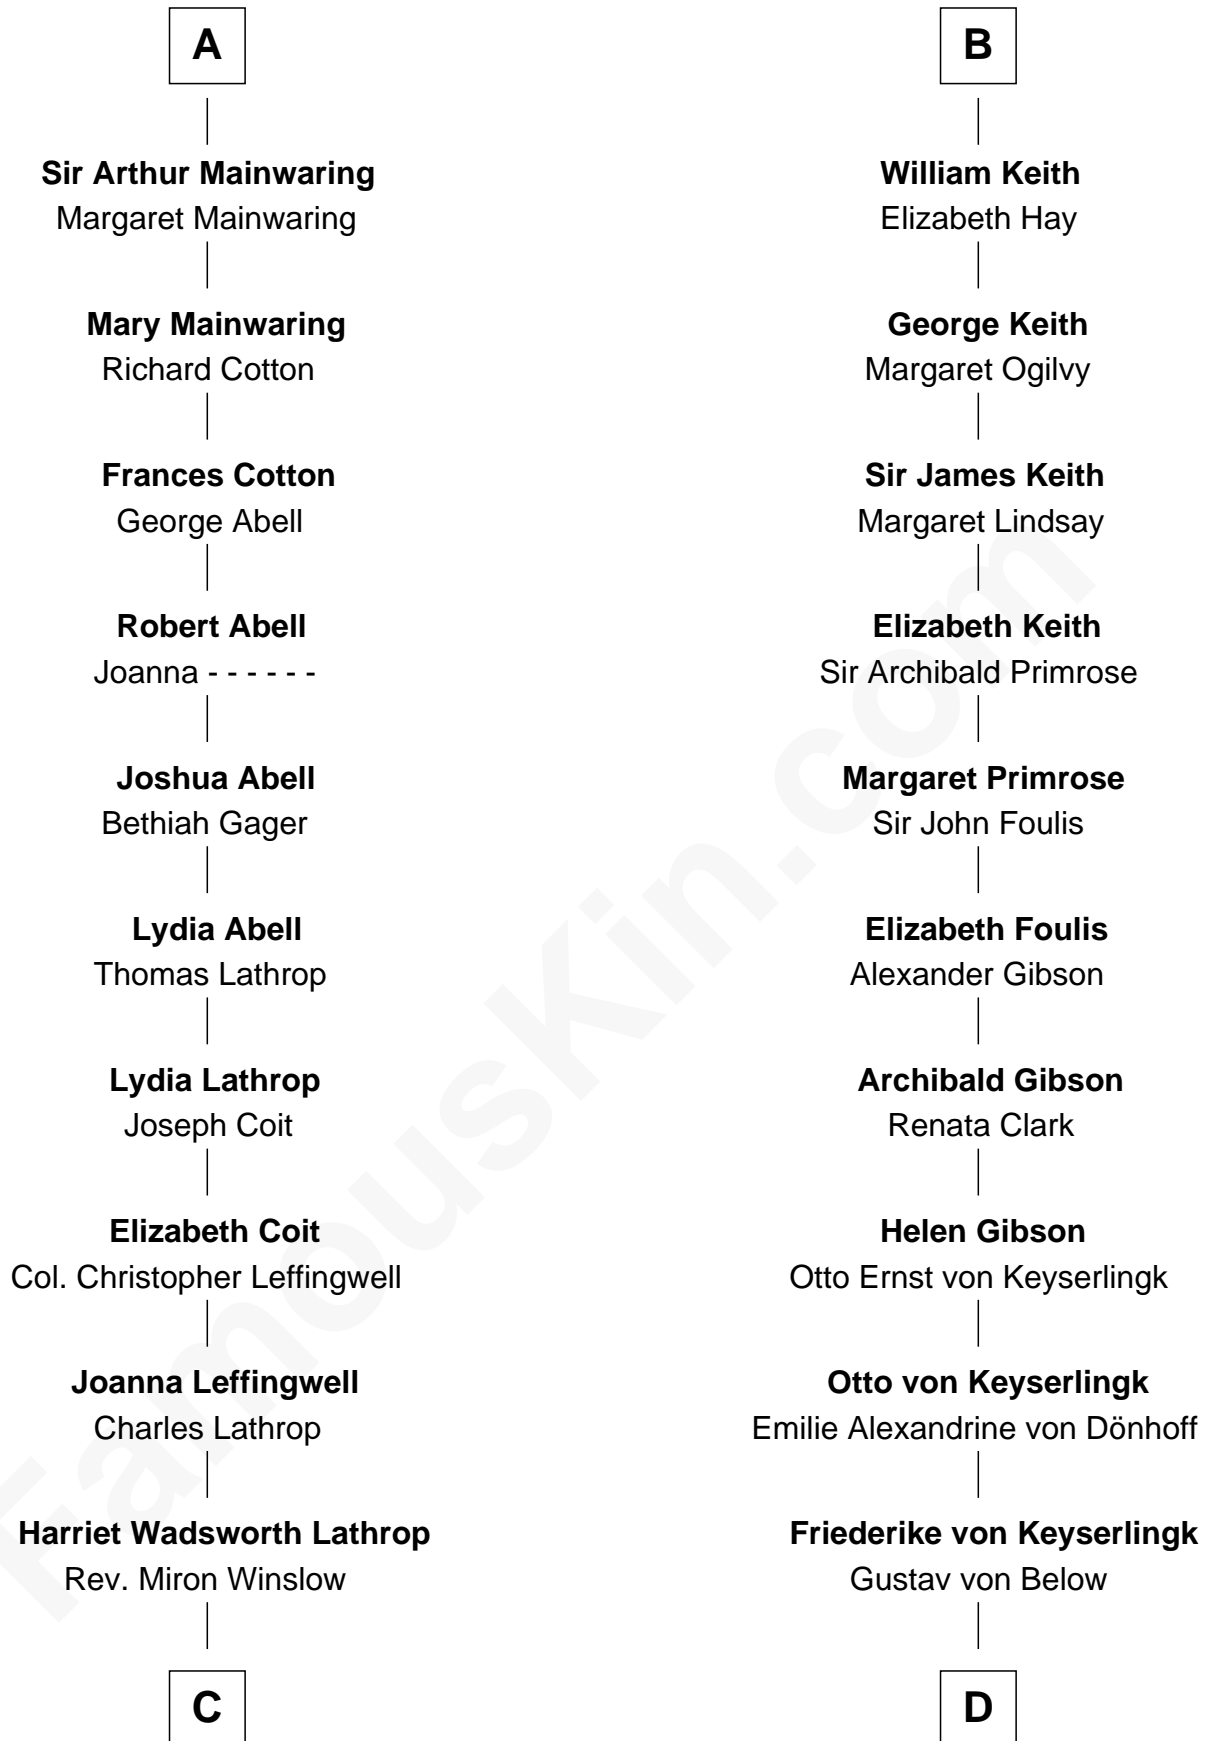 A
Sir Arthur Mainwaring
Margaret Mainwaring
Mary Mainwaring
Richard Cotton
Frances Cotton
George Abell
Robert Abell
Joanna - - - - - -
Joshua Abell
Bethiah Gager
Lydia Abell
Thomas Lathrop
Lydia Lathrop
Joseph Coit
Elizabeth Coit
Col. Christopher Leffingwell
Joanna Leffingwell
Charles Lathrop
Harriet Wadsworth Lathrop
Rev. Miron Winslow
C
B
William Keith
Elizabeth Hay
George Keith
Margaret Ogilvy
Sir James Keith
Margaret Lindsay
Elizabeth Keith
Sir Archibald Primrose
Margaret Primrose
Sir John Foulis
Elizabeth Foulis
Alexander Gibson
Archibald Gibson
Renata Clark
Helen Gibson
Otto Ernst von Keyserlingk
Otto von Keyserlingk
Emilie Alexandrine von Dönhoff
Friederike von Keyserlingk
Gustav von Below
D
FamousKin.com